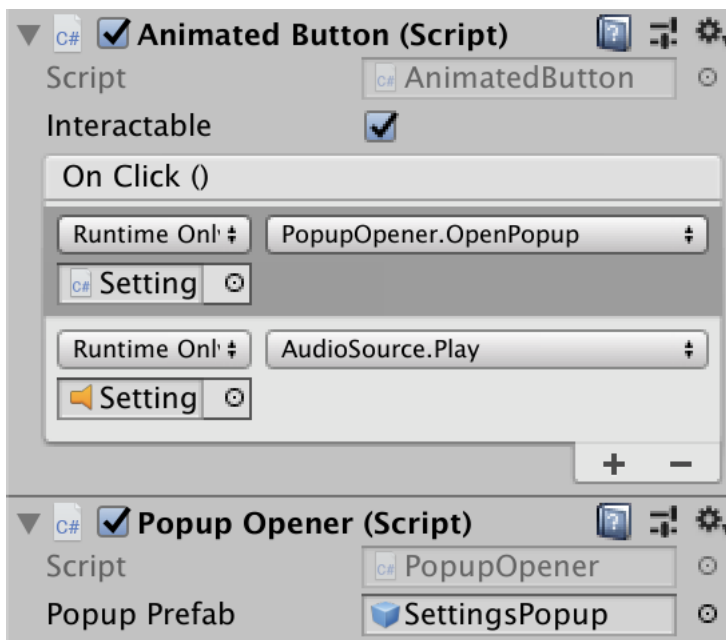 C# Animated Button (Script)
Script C# AnimatedButton
Interactable
On Click ()
Runtime Onl PopupOpener.OpenPopup
C# Setting
Runtime Onl AudioSource.Play
Setting
+ −
C# Popup Opener (Script)
Script C# PopupOpener
Popup Prefab SettingsPopup